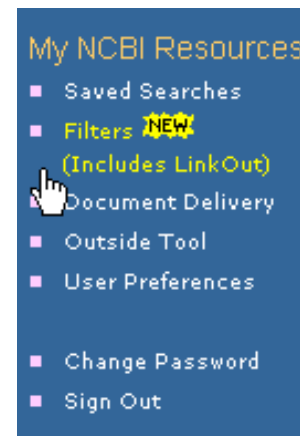 My NCBI Resources
Saved Searches
Filters NEW
(Includes LinkOut)
Document Delivery
Outside Tool
User Preferences
Change Password
Sign Out